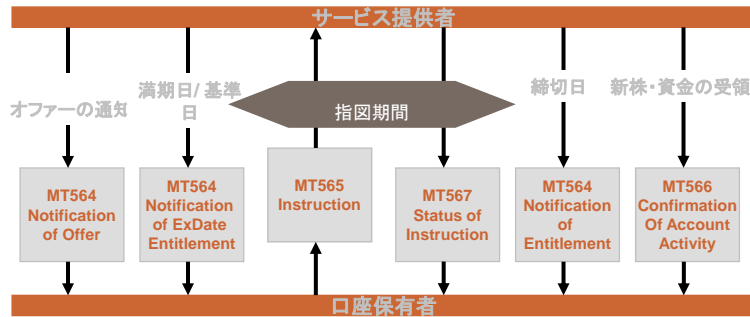 サービス提供者
オファーの通知
満期日/ 基準
日
指図期間
締切日
新株・資金の受領
MT564
Notification
of Offer
MT564
Notification
of ExDate
Entitlement
MT565
Instruction
MT567
Status of
Instruction
MT564
Notification
of
Entitlement
MT566
Confirmation
Of Account
Activity
口座保有者